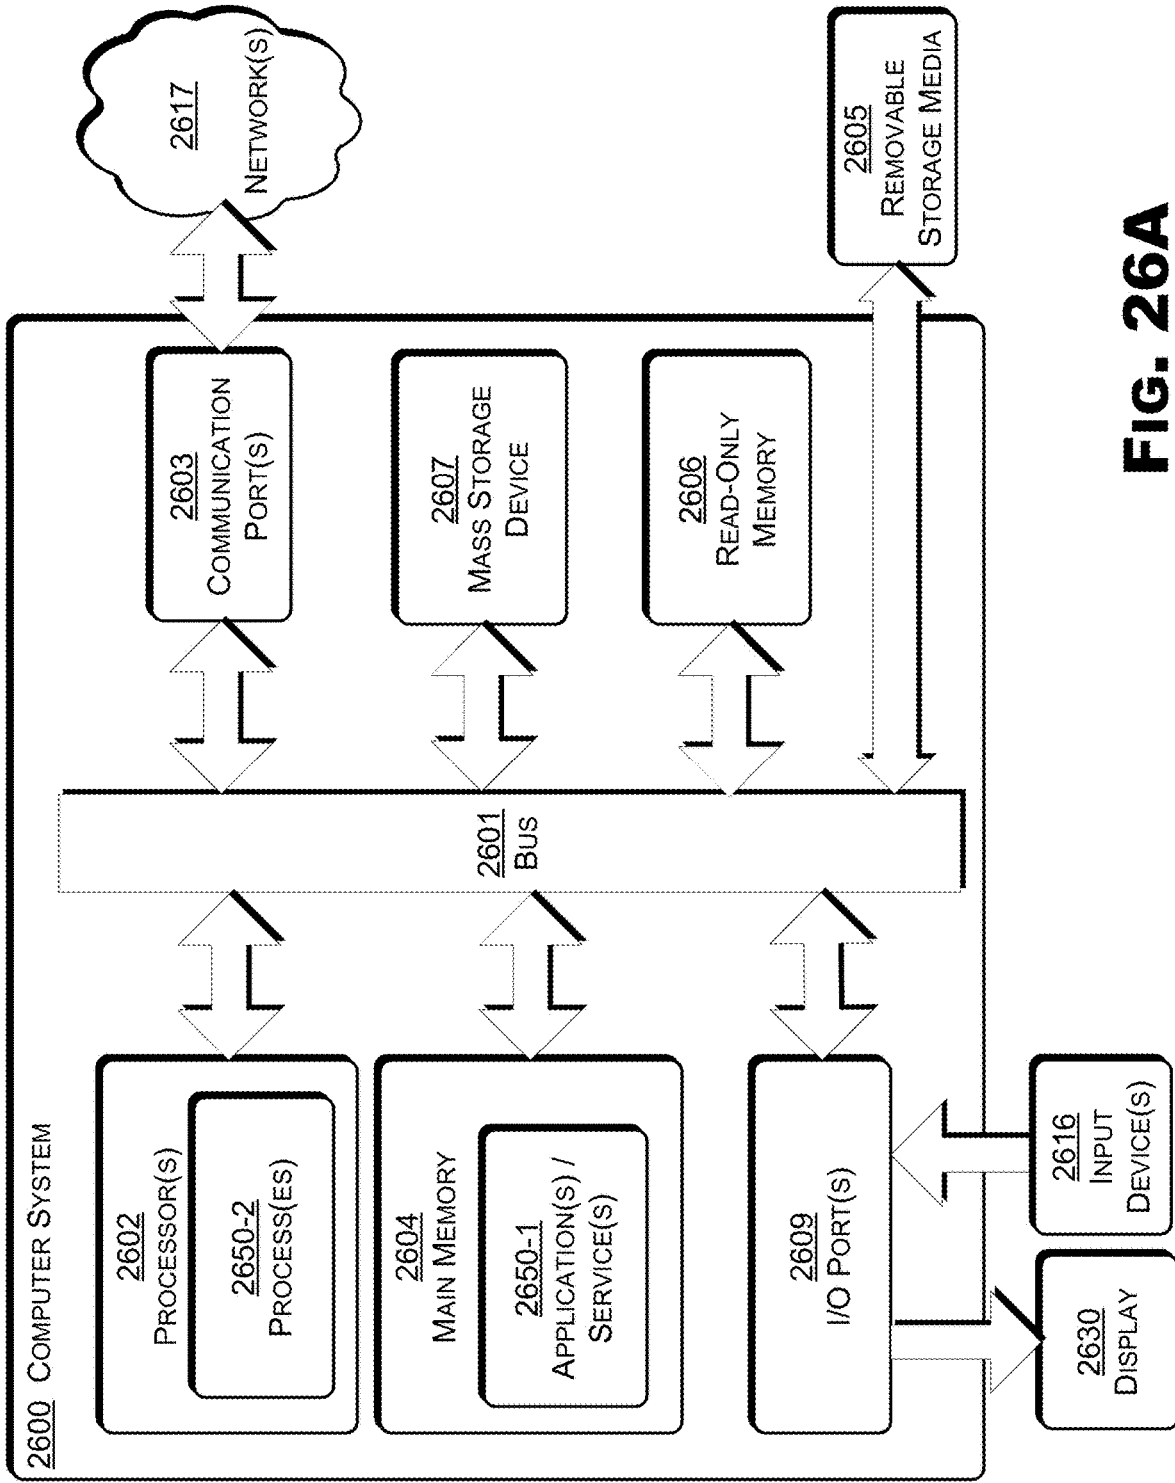 2600 COMPUTER SYSTEM
2602
PROCESSOR(S)
2650-2
PROCESS(ES)
2604
MAIN MEMORY
2650-1
APPLICATION(S) /
SERVICE(S)
2609
I/O PORT(S)
2630
DISPLAY
2616
INPUT
DEVICE(S)
2601
BUS
2603
COMMUNICATION
PORT(S)
2607
MASS STORAGE
DEVICE
2606
READ-ONLY
MEMORY
2617
NETWORK(S)
2605
REMOVABLE
STORAGE MEDIA
FIG. 26A